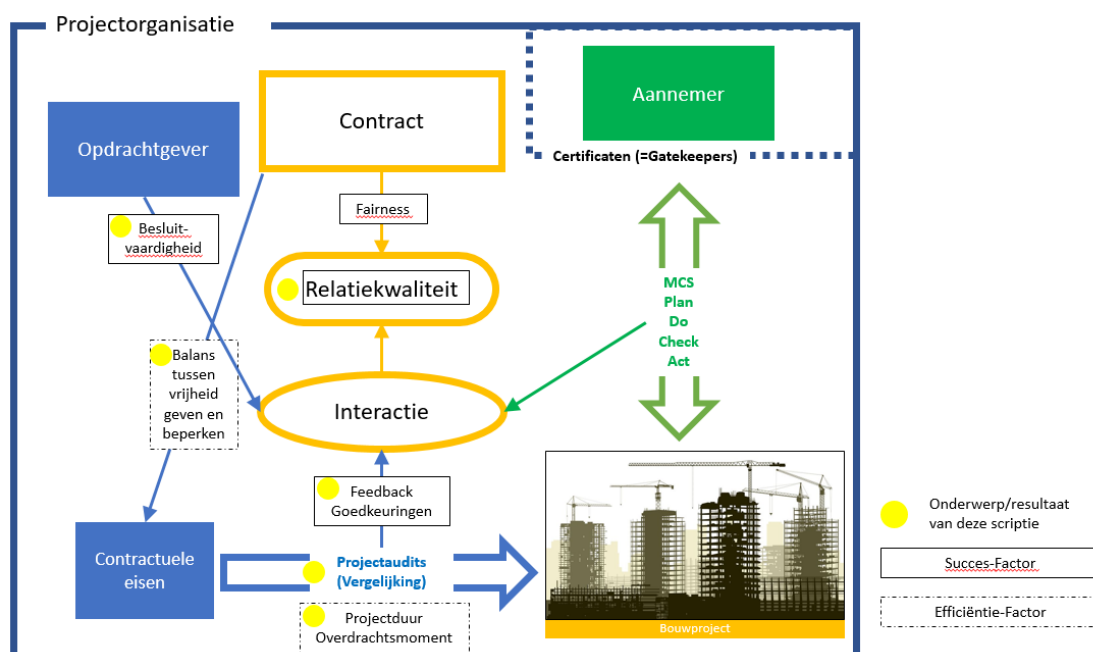 Projectorganisatie
Opdrachtgever
Contract
Aannemer
Certificaten (=Gatekeepers)
Besluit-
vaardigheid
Fairness
Relatiekwaliteit
MCS
Plan
Do
Check
Act
Balans
tussen
vrijheid
geven en
beperken
Interactie
Feedback
Goedkeuringen
Contractuele
eisen
Projectaudits
(Vergelijking)
Projectduur
Overdrachtsmoment
Bouwproject
Onderwerp/resultaat
van deze scriptie
Succes-Factor
Efficiëntie-Factor